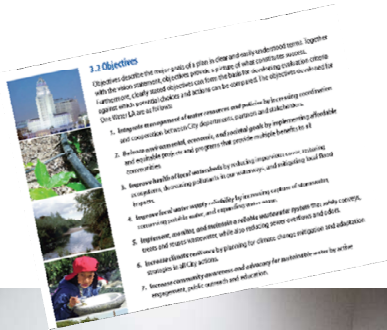 3.2 Objectives
Objectives describe the major goals of a plan in clear and easily understood terms. Together
with the vision statement, objectives provide a picture of what constitutes success.
Furthermore, clearly stated objectives can form the basis for developing evaluation criteria
against which potential choices and actions can be compared. The objectives developed for
One Water LA are as follows:
1. Integrate management of water resources and policies by increasing coordination
and cooperation between City departments, partners and stakeholders.
2. Balance environmental, economic, and societal goals by implementing affordable
and equitable projects and programs that provide multiple benefits to all
communities.
3. Improve health of local watersheds by reducing impervious cover, restoring
ecosystems, decreasing pollutants in our waterways, and mitigating local flood
impacts.
4. Improve local water supply reliability by increasing capture of stormwater,
conserving potable water, and expanding water reuse.
5. Implement, monitor, and maintain a reliable wastewater system that safely conveys,
treats and reuses wastewater, while also reducing sewer overflows and odors.
6. Increase climate resilience by planning for climate change mitigation and adaptation
strategies in all City actions.
7. Increase community awareness and advocacy for sustainable water by active
engagement, public outreach and education.